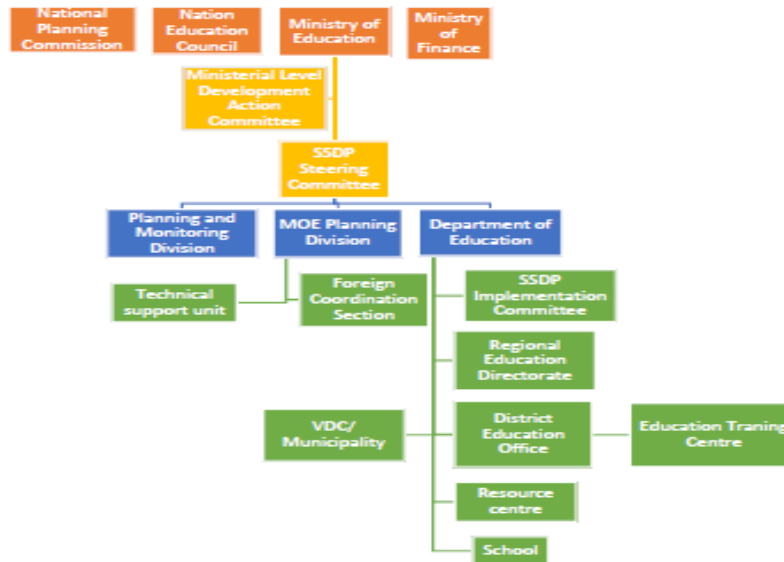 National
Planning
Commission
Nation
Education
Council
Ministry of
Education
Ministry
of
Finance
Ministerial Level
Development
Action
Committee
SSDP
Steering
Committee
Planning and
Monitoring
Division
MOE Planning
Division
Department of
Education
Technical
support unit
Foreign
Coordination
Section
SSDP
Implementation
Committee
Regional
Education
Directorate
VDC/
Municipality
District
Education
Office
Education Traning
Centre
Resource
centre
School